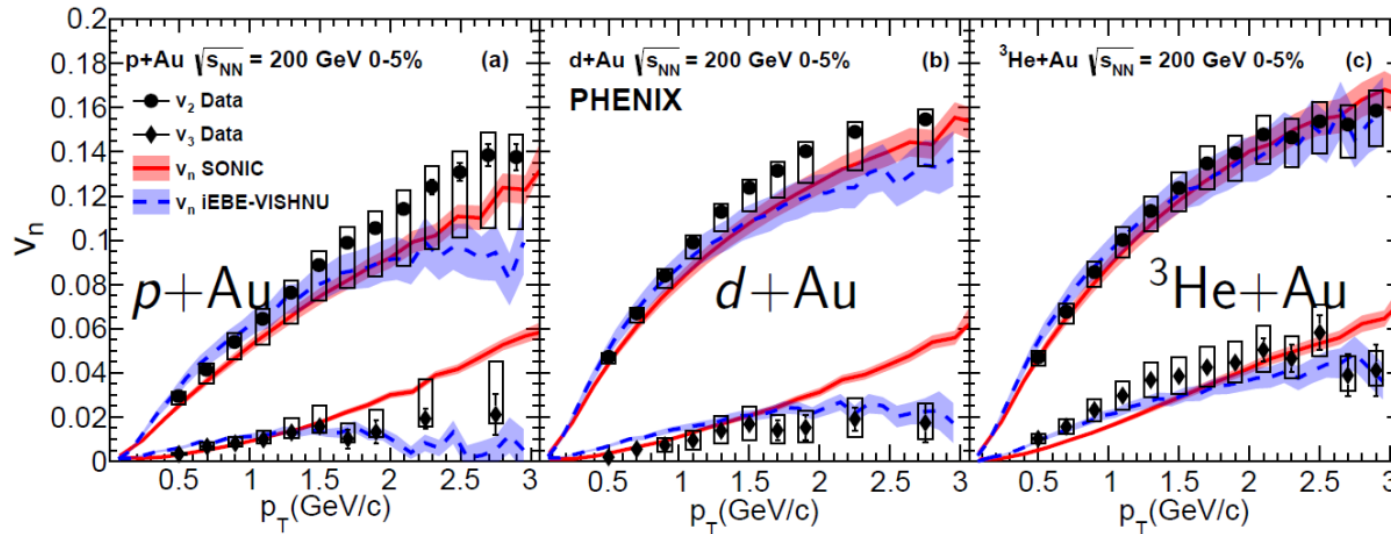 p+Au √sNN = 200 GeV 0-5% (a)
v2 Data
v3 Data
vn SONIC
vn iEBE-VISHNU
p+Au
d+Au √sNN = 200 GeV 0-5% (b)
PHENIX
d+Au
³He+Au √sNN = 200 GeV 0-5% (c)
³He+Au
vn
0.2
0.18
0.16
0.14
0.12
0.1
0.08
0.06
0.04
0.02
0
0.5 1 1.5 2 2.5 3
0.5 1 1.5 2 2.5 3
0.5 1 1.5 2 2.5 3
pT(GeV/c)
pT(GeV/c)
pT(GeV/c)